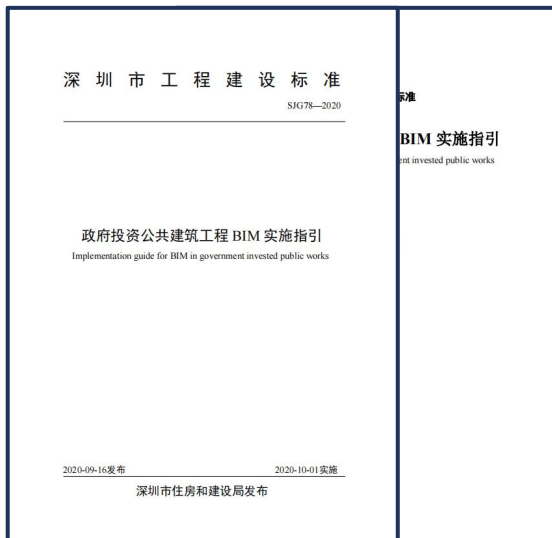 深圳市工程建设标准
SJG78—2020
政府投资公共建筑工程 BIM 实施指引
Implementation guide for BIM in government invested public works
2020-09-16发布
2020-10-01实施
深圳市住房和建设局发布
标准
BIM 实施指引
ent invested public works